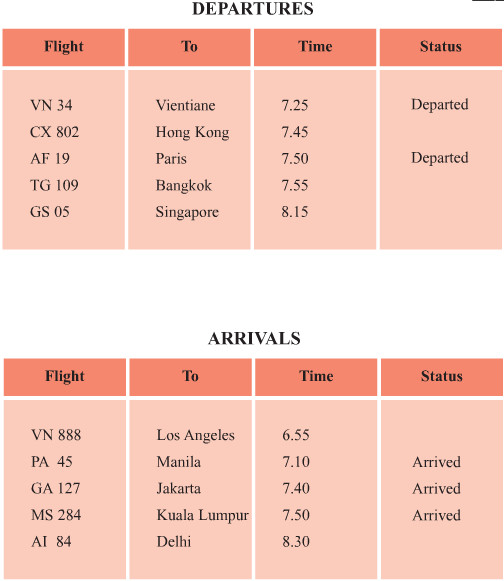 DEPARTURES
Flight To Time Status
VN 34 Vientiane 7.25 Departed
CX 802 Hong Kong 7.45
AF 19 Paris 7.50 Departed
TG 109 Bangkok 7.55
GS 05 Singapore 8.15
ARRIVALS
Flight To Time Status
VN 888 Los Angeles 6.55
PA 45 Manila 7.10 Arrived
GA 127 Jakarta 7.40 Arrived
MS 284 Kuala Lumpur 7.50 Arrived
AI 84 Delhi 8.30